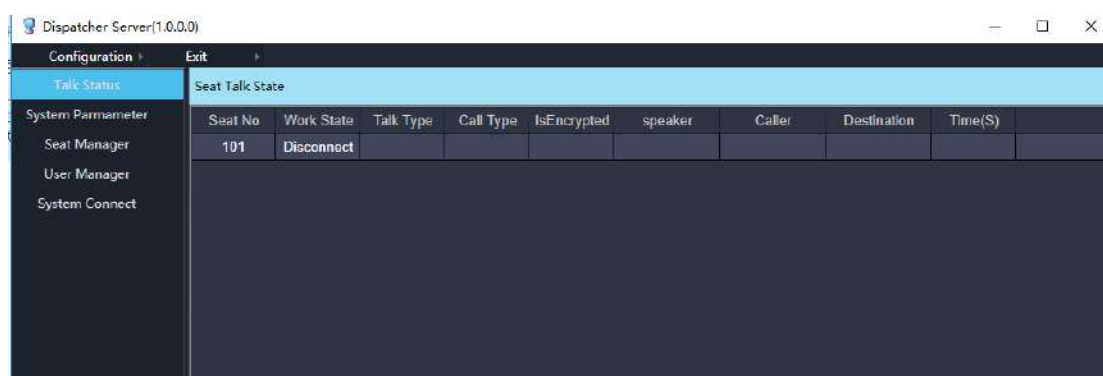 Dispatcher Server(1.0.0.0)
Configuration Exit
Talk Status
Seat Talk State
System Parmameter
Seat Manager
User Manager
System Connect
Seat No Work State Talk Type Call Type IsEncrypted speaker Caller Destination Time(S)
101 Disconnect